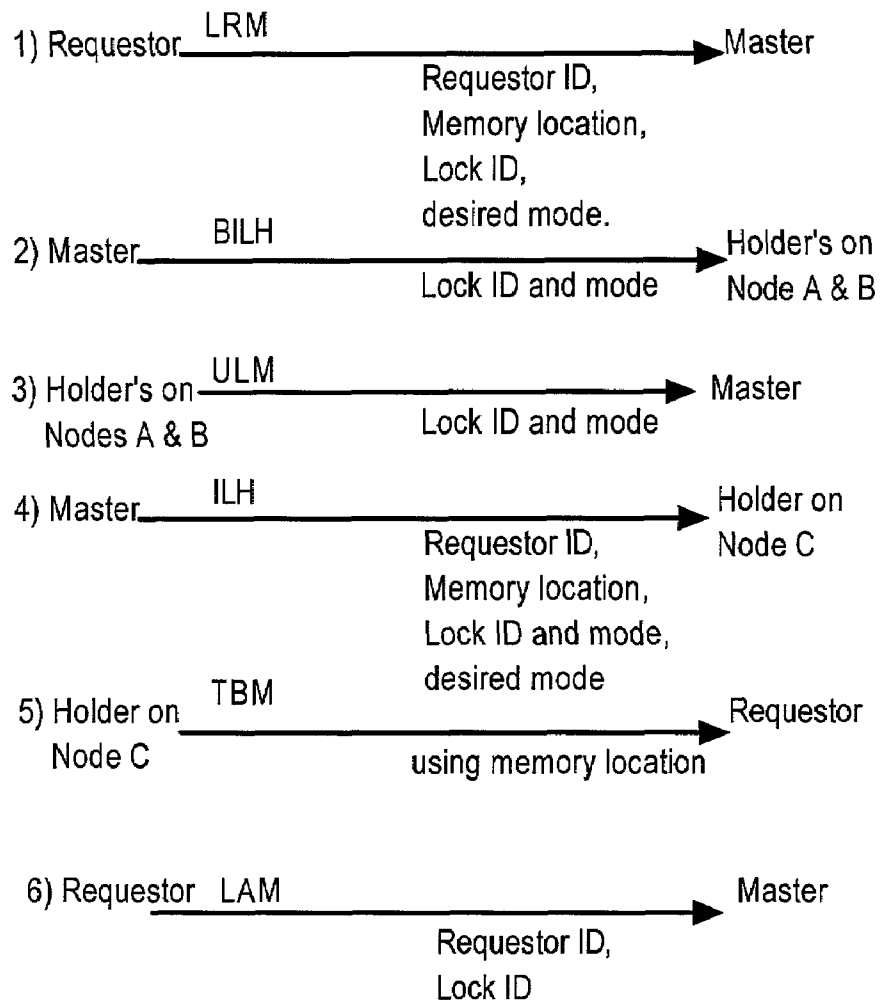 1) Requestor LRM Master
Requestor ID,
Memory location,
Lock ID,
desired mode.
2) Master BILH Holder's on
Node A & B
Lock ID and mode
3) Holder's on ULM Master
Nodes A & B
Lock ID and mode
4) Master ILH Holder on
Node C
Requestor ID,
Memory location,
Lock ID and mode,
desired mode
5) Holder on TBM Requestor
Node C
using memory location
6) Requestor LAM Master
Requestor ID,
Lock ID